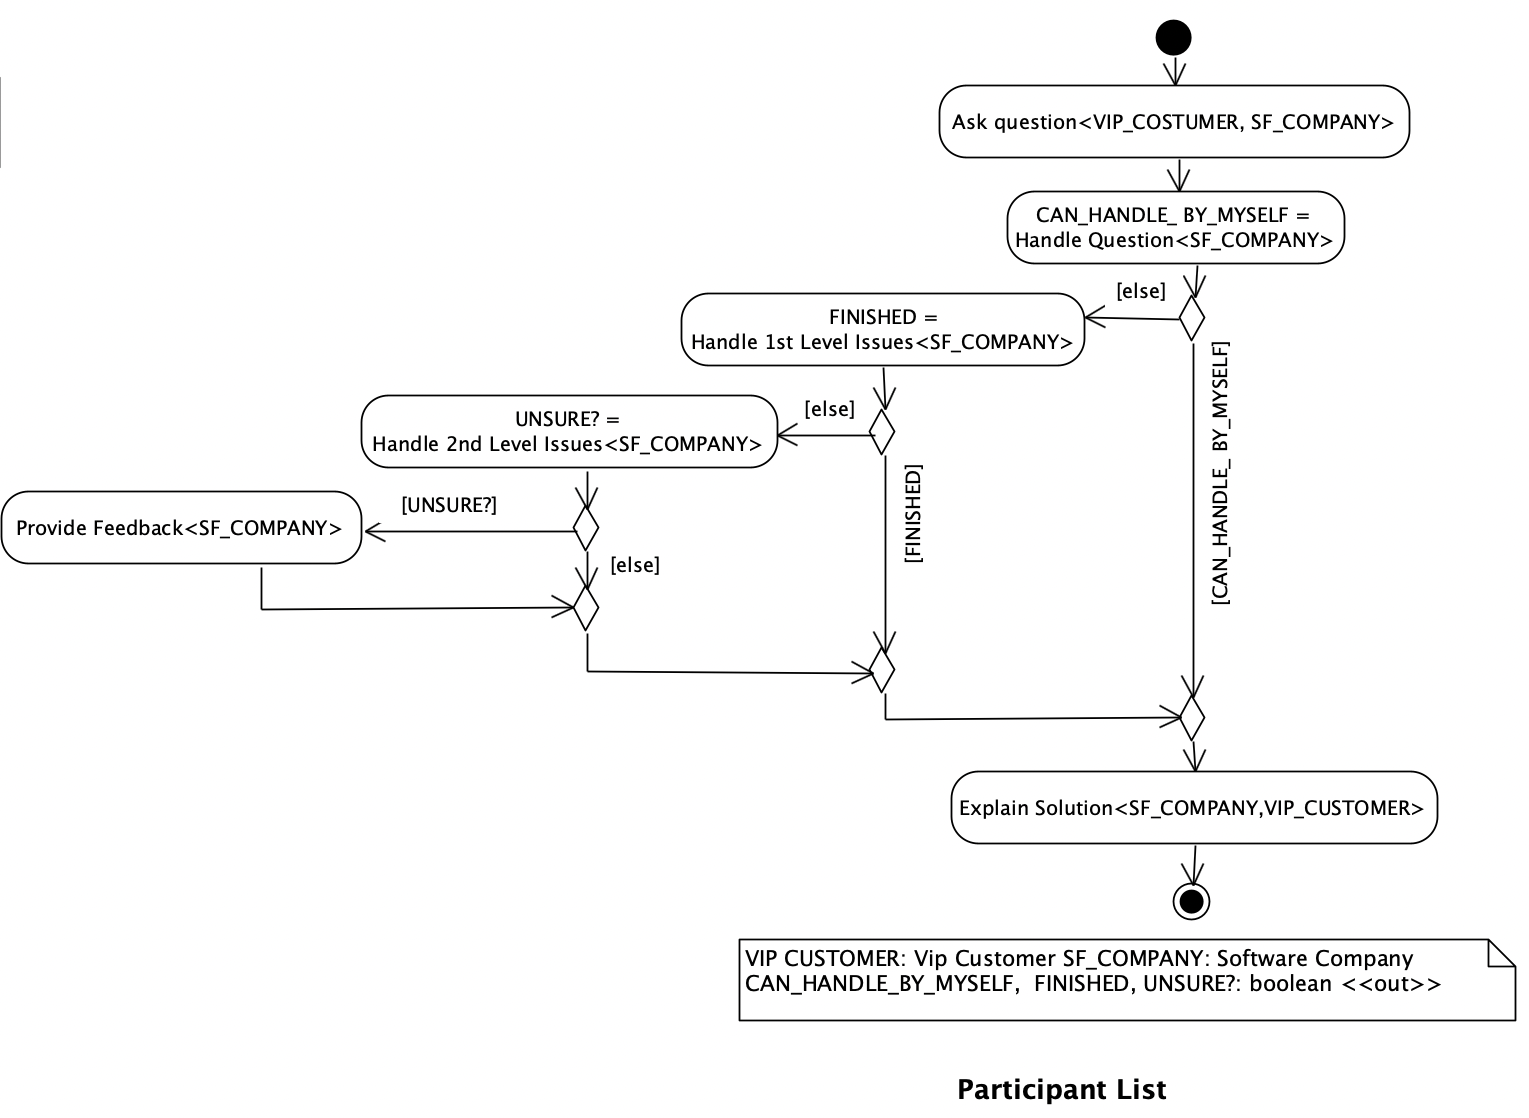 Ask question<VIP_COSTUMER, SF_COMPANY>
CAN_HANDLE_ BY_MYSELF =
Handle Question<SF_COMPANY>
[else]
FINISHED =
Handle 1st Level Issues<SF_COMPANY>
[CAN_HANDLE_ BY_MYSELF]
[else]
UNSURE? =
Handle 2nd Level Issues<SF_COMPANY>
[FINISHED]
[UNSURE?]
Provide Feedback<SF_COMPANY>
[else]
Explain Solution<SF_COMPANY,VIP_CUSTOMER>
VIP CUSTOMER: Vip Customer SF_COMPANY: Software Company
CAN_HANDLE_BY_MYSELF,  FINISHED, UNSURE?: boolean <<out>>
Participant List